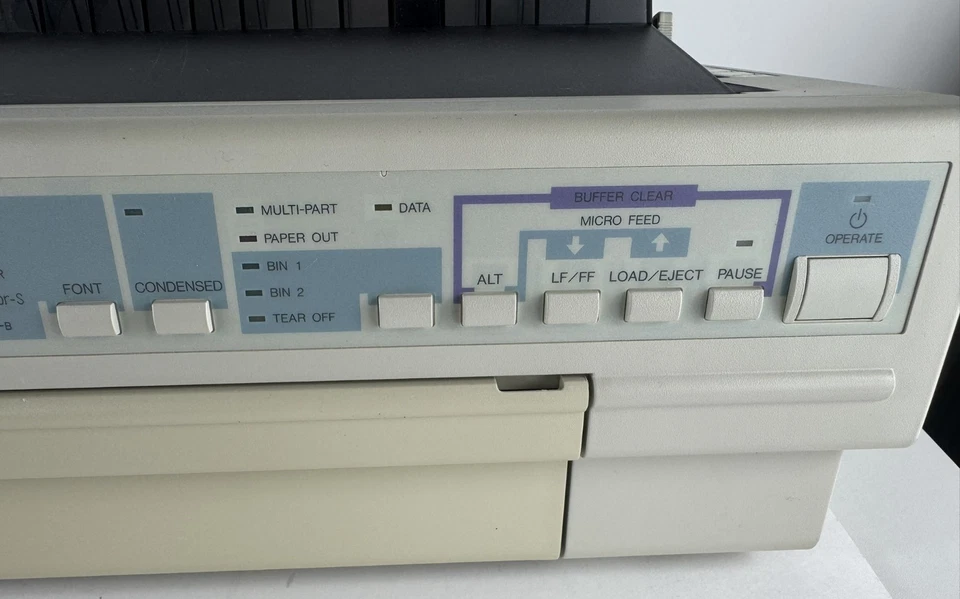 BUFFER CLEAR
MULTI-PART
DATA
MICRO FEED
PAPER OUT
OPERATE
BIN 1
ALT
LF/FF
LOAD/EJECT
PAUSE
FONT
CONDENSED
BIN 2
TEAR OFF
R
or-S
-B